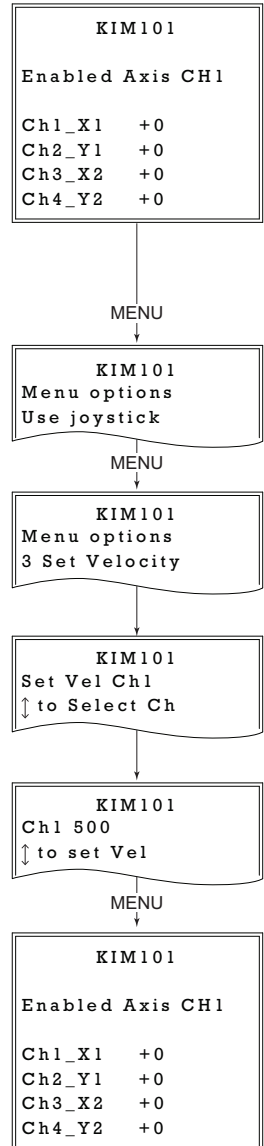 KIM101
Enabled Axis CH1
Ch1_X1 +0
Ch2_Y1 +0
Ch3_X2 +0
Ch4_Y2 +0
MENU
KIM101
Menu options
Use joystick
MENU
KIM101
Menu options
3 Set Velocity
KIM101
Set Vel Ch1
↕ to Select Ch
KIM101
Ch1 500
↕ to set Vel
MENU
KIM101
Enabled Axis CH1
Ch1_X1 +0
Ch2_Y1 +0
Ch3_X2 +0
Ch4_Y2 +0